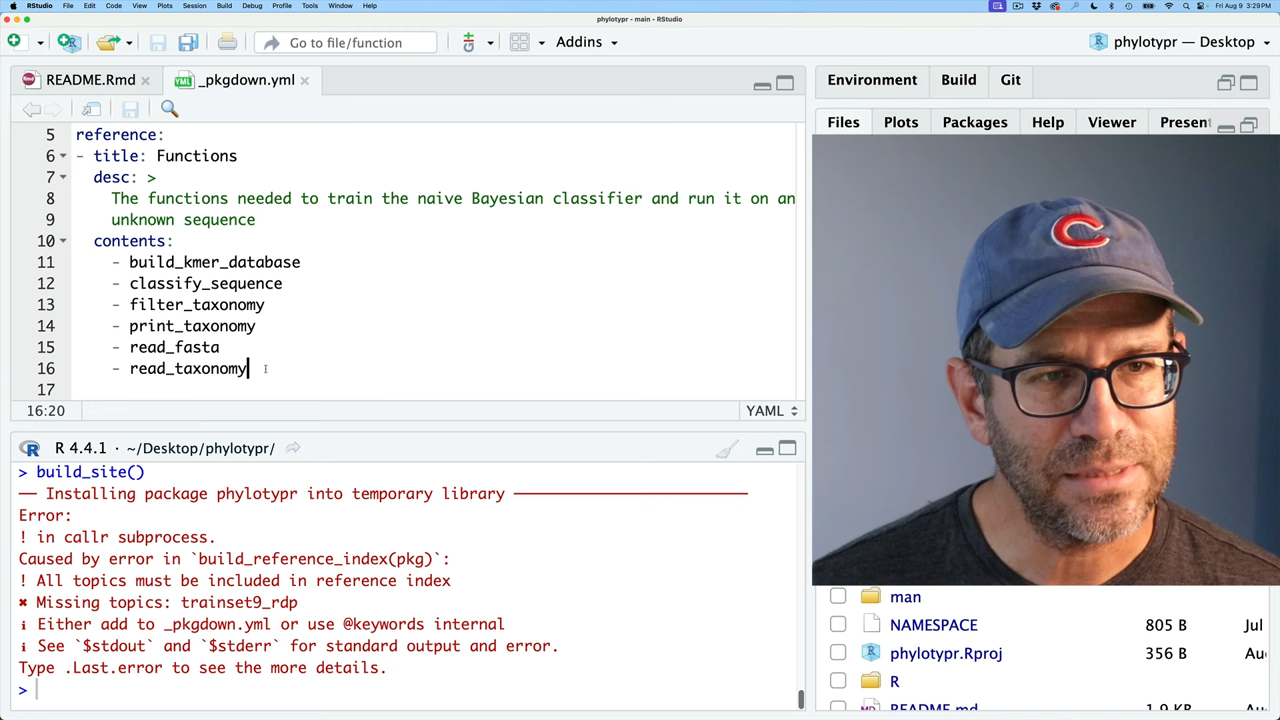 RStudio File Edit Code View Plots Session Build Debug Profile Tools Window Help
Fri Aug 9 3:29 PM
phylotypr - main - RStudio
Go to file/function
Addins
phylotypr — Desktop
README.Rmd
_pkgdown.yml
Environment Build Git
Files Plots Packages Help Viewer Present
5 reference:
6 - title: Functions
7 desc: >
8 The functions needed to train the naive Bayesian classifier and run it on an
9 unknown sequence
10 contents:
11 - build_kmer_database
12 - classify_sequence
13 - filter_taxonomy
14 - print_taxonomy
15 - read_fasta
16 - read_taxonomy
17
16:20
YAML
R 4.4.1 · ~/Desktop/phylotypr/
> build_site()
── Installing package phylotypr into temporary library ──────────
Error:
! in callr subprocess.
Caused by error in `build_reference_index(pkg)`:
! All topics must be included in reference index
✖ Missing topics: trainset9_rdp
ℹ Either add to _pkgdown.yml or use @keywords internal
ℹ See `$stdout` and `$stderr` for standard output and error.
Type .Last.error to see the more details.
>
C
man
NAMESPACE 805 B Jul
phylotypr.Rproj 356 B Au
R
README.md 1.9 KB